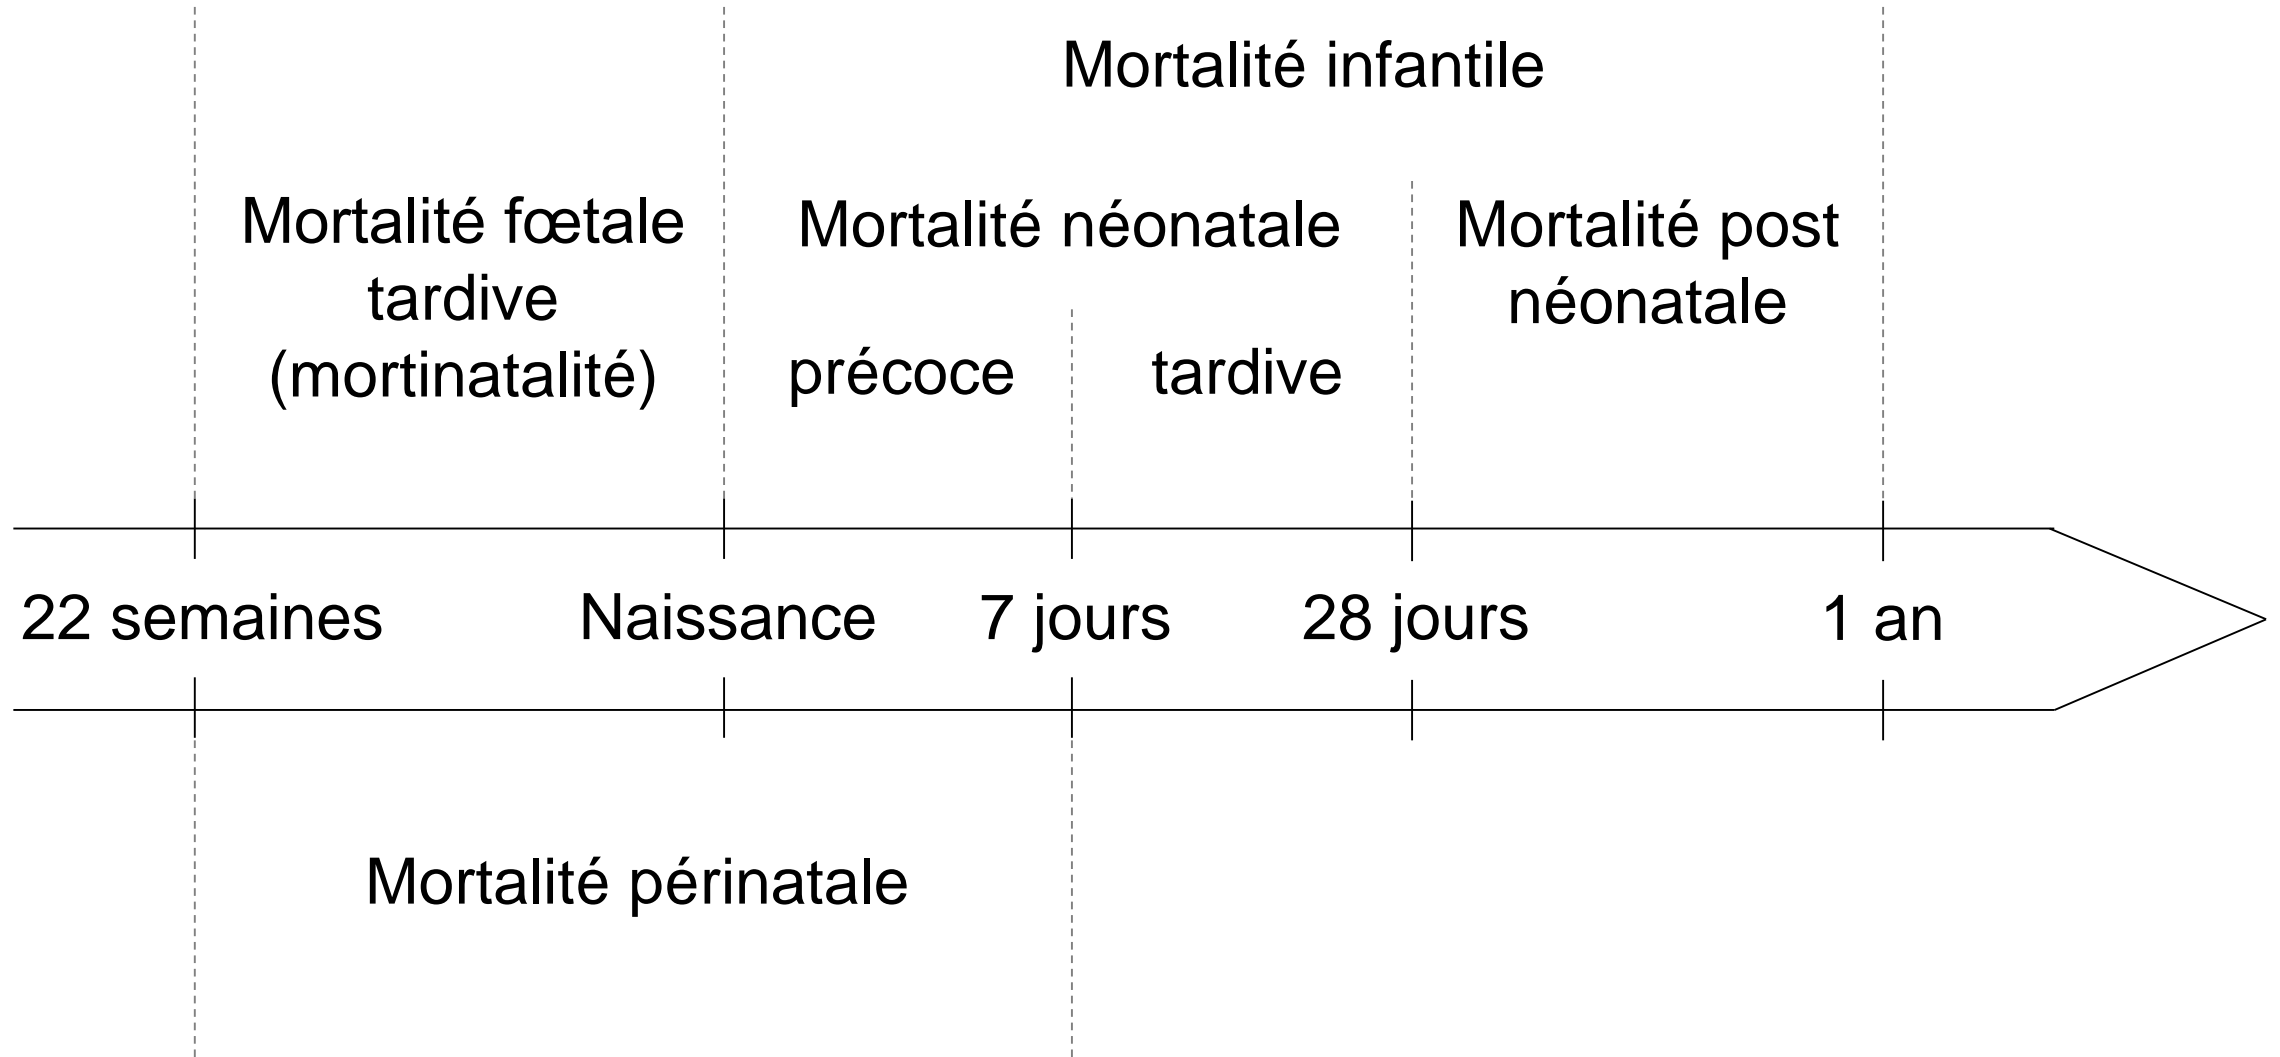 Mortalité infantile
Mortalité fœtale
tardive
(mortinatalité)
Mortalité néonatale
précoce
tardive
Mortalité post
néonatale
22 semaines
Naissance
7 jours
28 jours
1 an
Mortalité périnatale